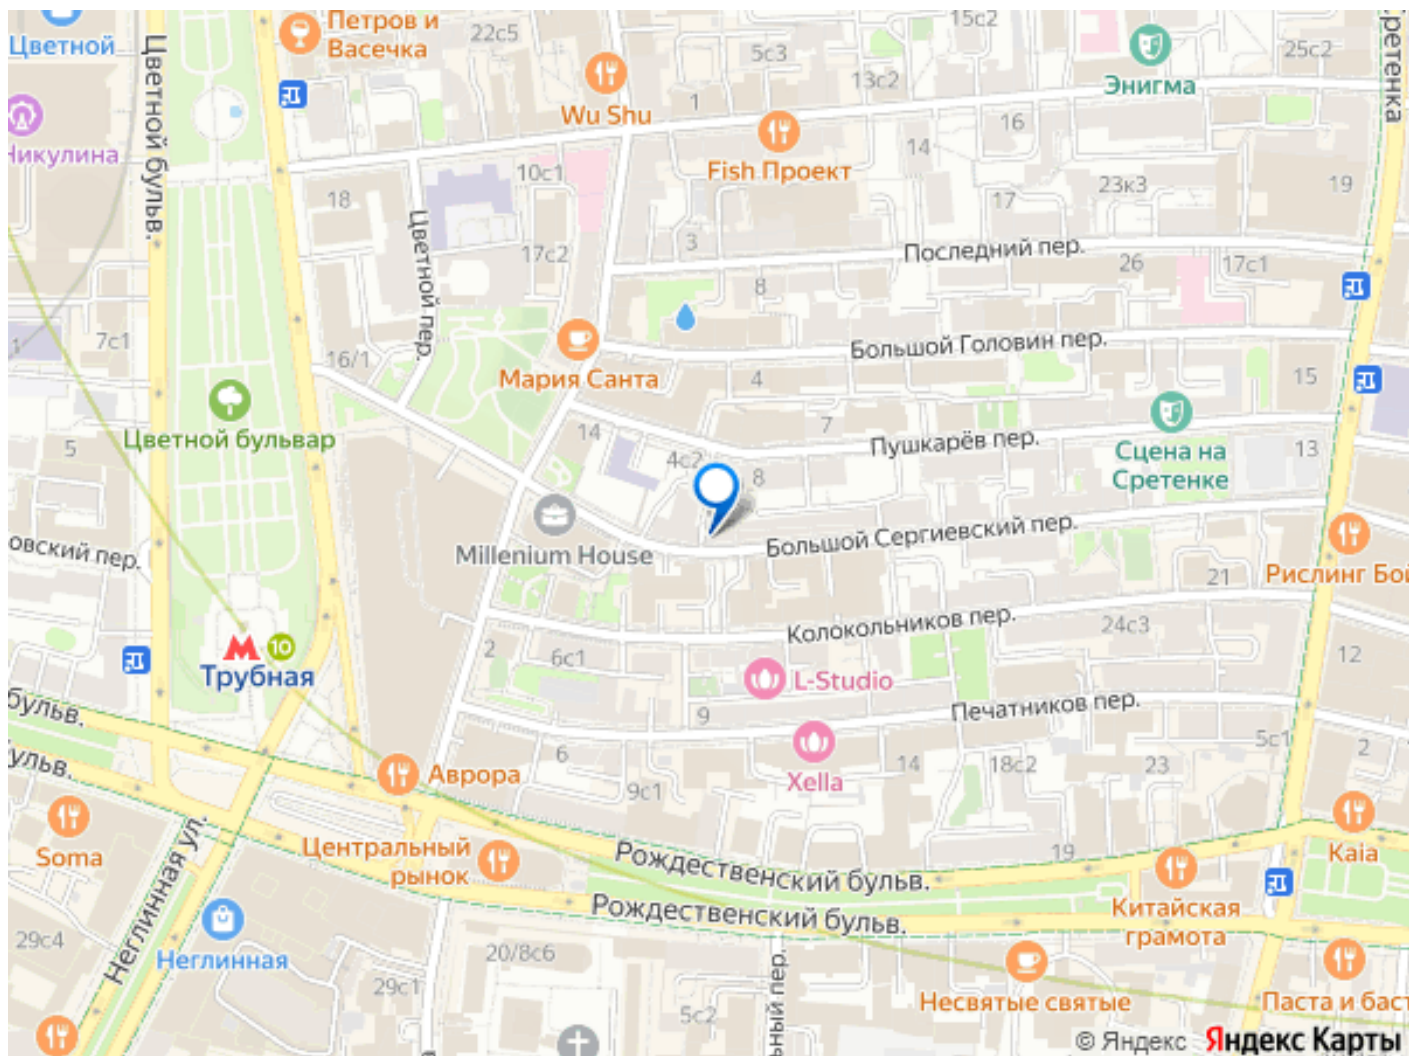 Цветной
Петров и
Васечка
22с5
15с2
5с3
13с2
25с2
Энигма
Wu Shu
1
Fish Проект
16
14
Цветной бульв.
Никулина
10с1
18
23к3
17
19
Цветной пер.
17с2
3
Последний пер.
26
17с1
8
7с1
1
16/1
Большой Головин пер.
Мария Санта
4
15
Цветной бульвар
5
14
7
Пушкарёв пер.
4с2
8
Сцена на
Сретенке
13
Millenium House
Большой Сергиевский пер.
овский пер.
21
Рислинг Бой
Колокольников пер.
24с3
2
6с1
12
10
Трубная
L-Studio
9
Печатников пер.
бульв.
ульв.
6
Xella
14
18с2
23
5с1
2
Аврора
9с1
Soma
Неглинная ул.
Центральный
рынок
Рождественский бульв.
19
Kaia
Рождественский бульв.
Китайская
грамота
29с4
Неглинная
20/8с6
29с1
5с2
ьный пер.
Несвятые святые
Паста и баст
а
ретенка
© Яндекс Яндекс Карты